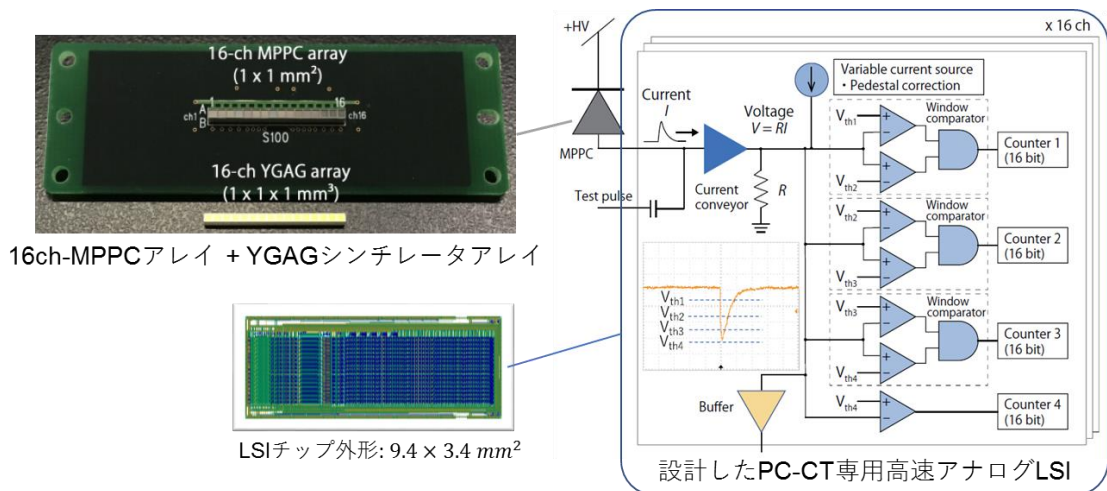 16-ch MPPC array
(1 x 1 mm²)
1
16
A
ch1
ch16
B
S100
16-ch YGAG array
(1 x 1 x 1 mm³)
16ch-MPPCアレイ + YGAGシンチレータアレイ
LSIチップ外形: 9.4 × 3.4 mm²
x 16 ch
+HV
MPPC
Current
I
Test pulse
Current
conveyor
Voltage
V = RI
R
Variable current source
・Pedestal correction
Vth1
Vth2
Window
comparator
Counter 1
(16 bit)
Vth2
Vth3
Window
comparator
Counter 2
(16 bit)
Vth3
Vth4
Window
comparator
Counter 3
(16 bit)
Vth4
Counter 4
(16 bit)
Vth1
Vth2
Vth3
Vth4
Buffer
設計したPC-CT専用高速アナログLSI